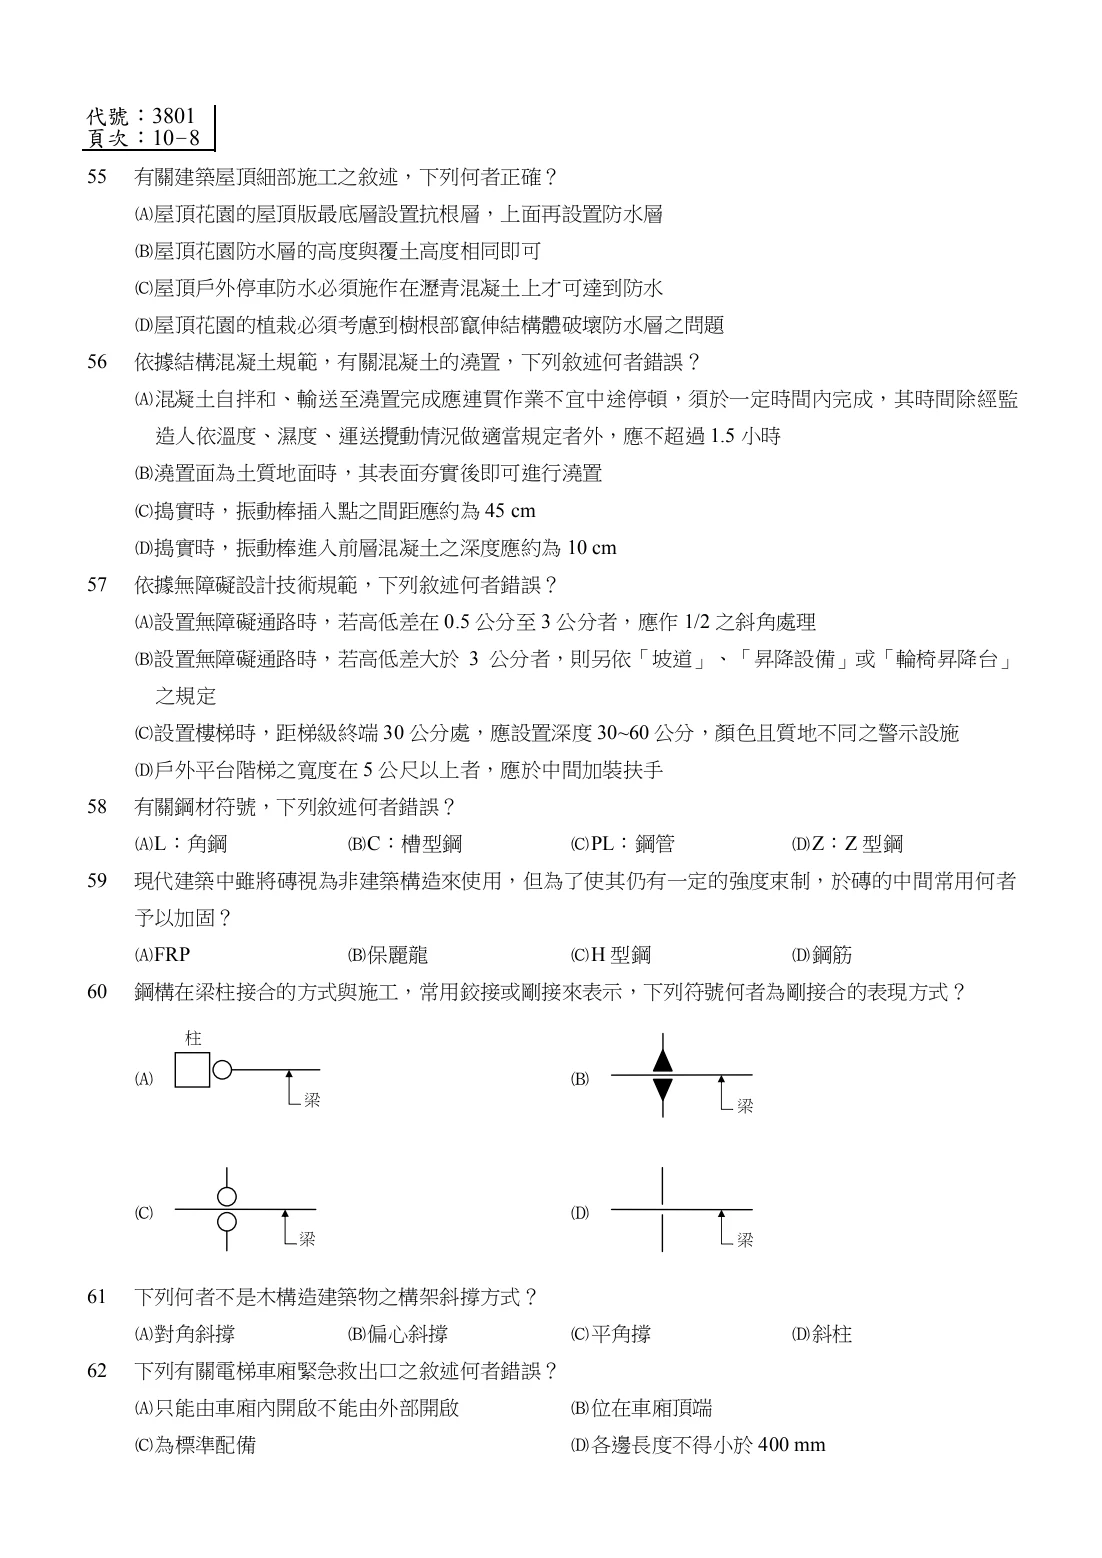 代號：3801
頁次：10－8
55 有關建築屋頂細部施工之敘述，下列何者正確？
(A)屋頂花園的屋頂版最底層設置抗根層，上面再設置防水層
(B)屋頂花園防水層的高度與覆土高度相同即可
(C)屋頂戶外停車防水必須施作在瀝青混凝土上才可達到防水
(D)屋頂花園的植栽必須考慮到樹根部竄伸結構體破壞防水層之問題
56 依據結構混凝土規範，有關混凝土的澆置，下列敘述何者錯誤？
(A)混凝土自拌和、輸送至澆置完成應連貫作業不宜中途停頓，須於一定時間內完成，其時間除經監
造人依溫度、濕度、運送攪動情況做適當規定者外，應不超過 1.5 小時
(B)澆置面為土質地面時，其表面夯實後即可進行澆置
(C)搗實時，振動棒插入點之間距應約為 45 cm
(D)搗實時，振動棒進入前層混凝土之深度應約為 10 cm
57 依據無障礙設計技術規範，下列敘述何者錯誤？
(A)設置無障礙通路時，若高低差在 0.5 公分至 3 公分者，應作 1/2 之斜角處理
(B)設置無障礙通路時，若高低差大於 3 公分者，則另依「坡道」、「昇降設備」或「輪椅昇降台」
之規定
(C)設置樓梯時，距梯級終端 30 公分處，應設置深度 30~60 公分，顏色且質地不同之警示設施
(D)戶外平台階梯之寬度在 5 公尺以上者，應於中間加裝扶手
58 有關鋼材符號，下列敘述何者錯誤？
(A)L：角鋼 (B)C：槽型鋼 (C)PL：鋼管 (D)Z：Z 型鋼
59 現代建築中雖將磚視為非建築構造來使用，但為了使其仍有一定的強度束制，於磚的中間常用何者
予以加固？
(A)FRP (B)保麗龍 (C)H 型鋼 (D)鋼筋
60 鋼構在梁柱接合的方式與施工，常用鉸接或剛接來表示，下列符號何者為剛接合的表現方式？
柱
(A) 梁 (B) 梁
(C) 梁 (D) 梁
61 下列何者不是木構造建築物之構架斜撐方式？
(A)對角斜撐 (B)偏心斜撐 (C)平角撐 (D)斜柱
62 下列有關電梯車廂緊急救出口之敘述何者錯誤？
(A)只能由車廂內開啟不能由外部開啟 (B)位在車廂頂端
(C)為標準配備 (D)各邊長度不得小於 400 mm